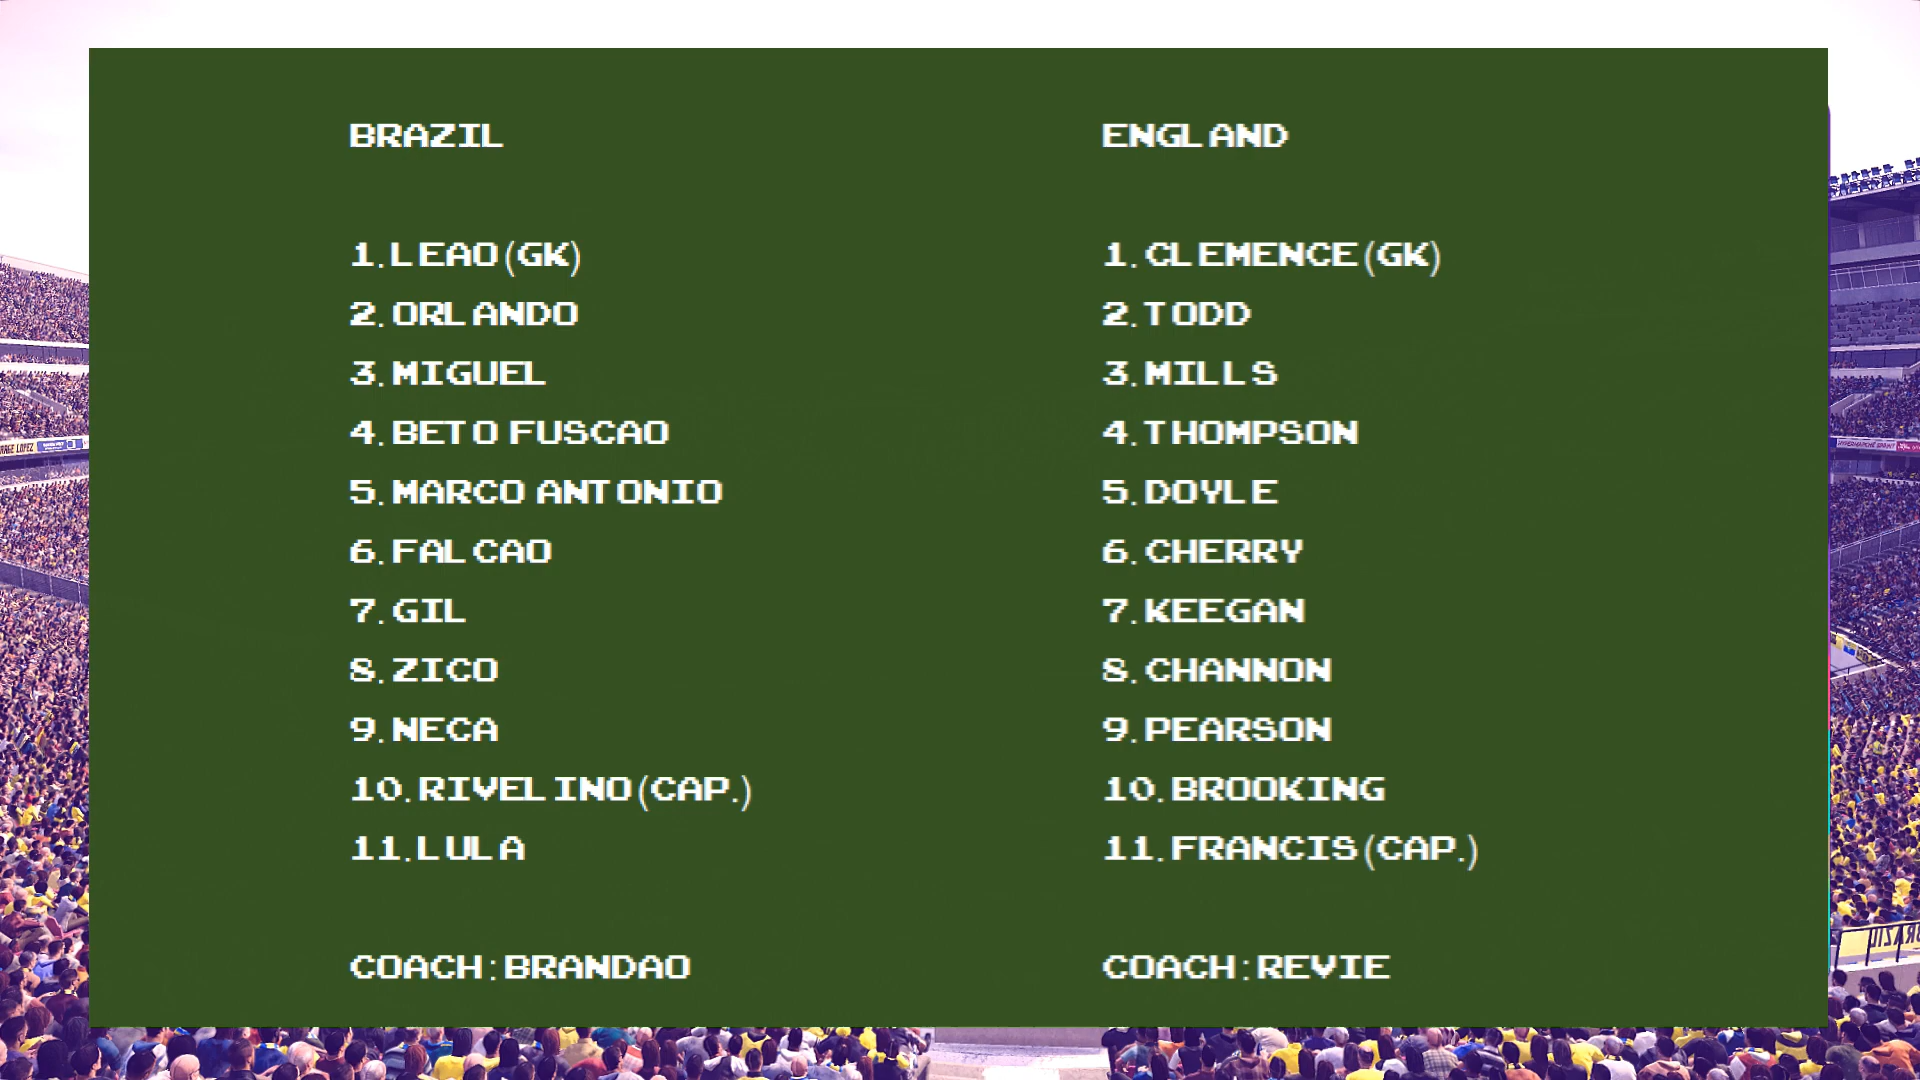 BRAZIL
1.LEAO(GK)
2.ORLANDO
3.MIGUEL
4.BETO FUSCAO
5.MARCO ANTONIO
6.FALCAO
7.GIL
8.ZICO
9.NECA
10.RIVELINO(CAP.)
11.LULA
COACH:BRANDAO
ENGLAND
1.CLEMENCE(GK)
2.TODD
3.MILLS
4.THOMPSON
5.DOYLE
6.CHERRY
7.KEEGAN
8.CHANNON
9.PEARSON
10.BROOKING
11.FRANCIS(CAP.)
COACH:REVIE